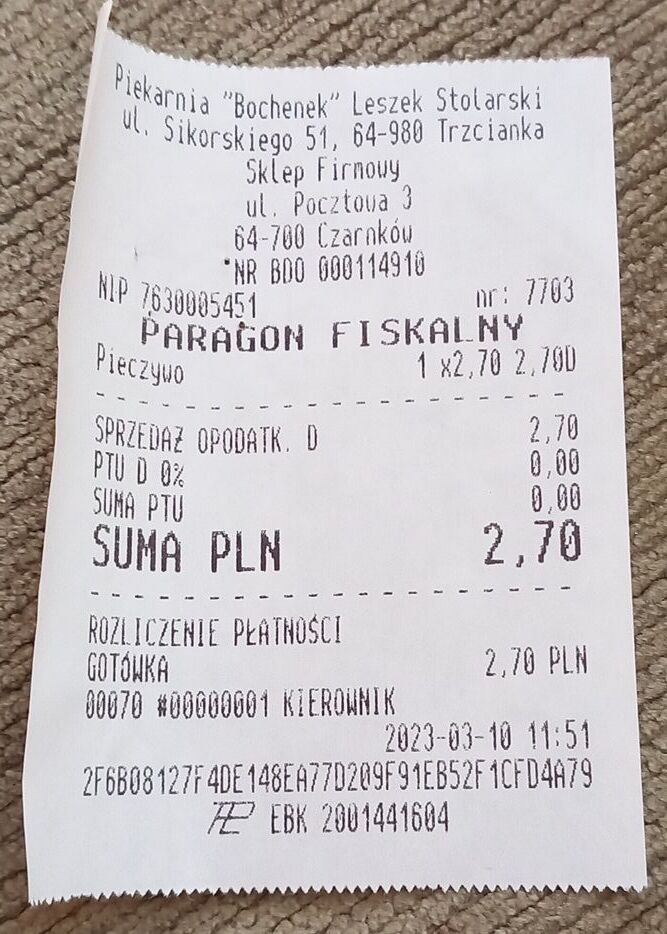 Piekarnia "Bochenek" Leszek Stolarski
ul. Sikorskiego 51, 64-980 Trzcianka
Sklep Firmowy
ul. Pocztowa 3
64-700 Czarnków
NR BDO 000114910
NIP 7630005451 nr: 7703
PARAGON FISKALNY
Pieczywo 1 x2,70 2,70D
SPRZEDAŻ OPODATK. D 2,70
PTU D 0% 0,00
SUMA PTU 0,00
SUMA PLN 2,70
ROZLICZENIE PŁATNOŚCI
GOTÓWKA 2,70 PLN
00070 #00000001 KIEROWNIK
2023-03-10 11:51
2F6B08127F4DE148EA77D209F91EB52F1CFD4A79
EBK 2001441604